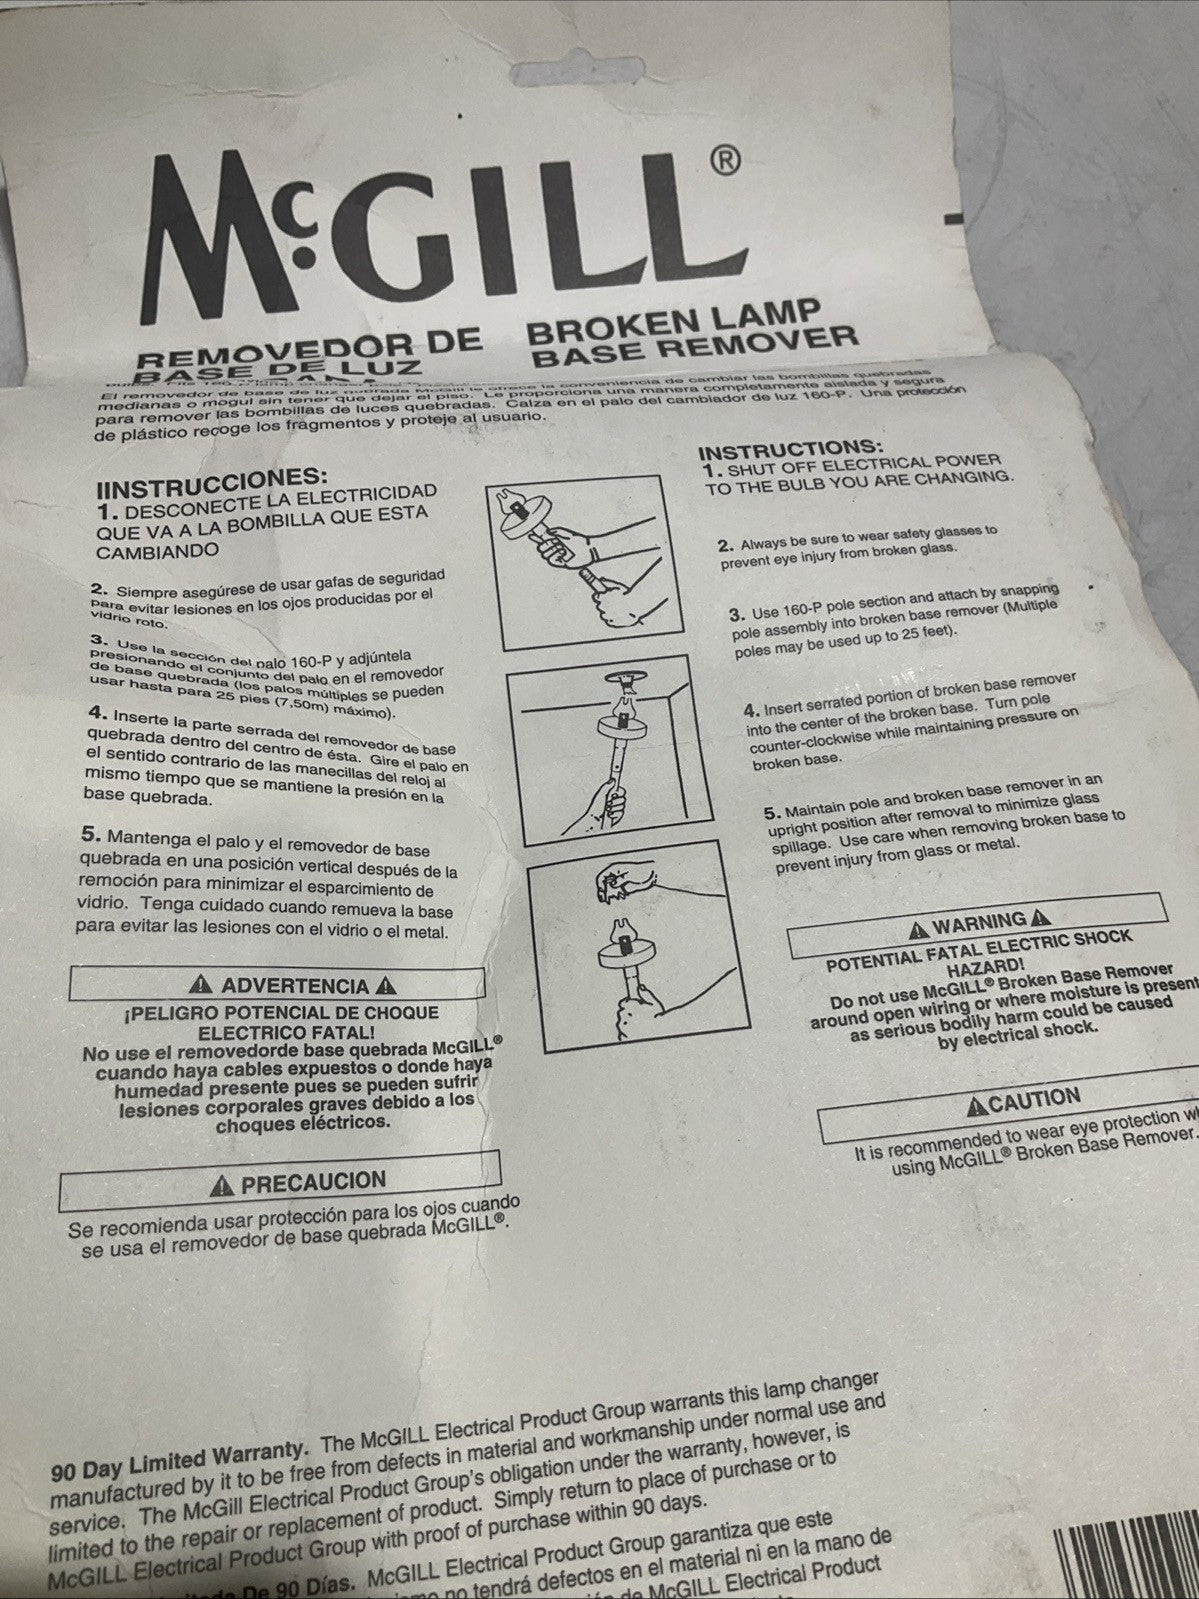 McGILL®
REMOVEDOR DE
BASE DE LUZ
BROKEN LAMP
BASE REMOVER
El removedor de base de luz quebrada McGill le ofrece la conveniencia de cambiar las bombillas quebradas
medianas o mogul sin tener que dejar el piso. Le proporciona una manera completamente aislada y segura
para remover las bombillas de luces quebradas. Calza en el palo del cambiador de luz 160-P. Una protección
de plástico recoge los frágmentos y proteje al usuario.
IINSTRUCCIONES:
1. DESCONECTE LA ELECTRICIDAD
QUE VA A LA BOMBILLA QUE ESTA
CAMBIANDO
2. Siempre asegúrese de usar gafas de seguridad
para evitar lesiones en los ojos producidas por el
vidrio roto.
3. Use la sección del palo 160-P y adjúntela
presionando el conjunto del palo en el removedor
de base quebrada (los palos múltiples se pueden
usar hasta para 25 pies (7,50m) máximo).
4. Inserte la parte serrada del removedor de base
quebrada dentro del centro de ésta. Gire el palo en
el sentido contrario de las manecillas del reloj al
mismo tiempo que se mantiene la presión en la
base quebrada.
5. Mantenga el palo y el removedor de base
quebrada en una posición vertical después de la
remoción para minimizar el esparcimiento de
vidrio. Tenga cuidado cuando remueva la base
para evitar las lesiones con el vidrio o el metal.
ADVERTENCIA
¡PELIGRO POTENCIAL DE CHOQUE
ELECTRICO FATAL!
No use el removedorde base quebrada McGILL®
cuando haya cables expuestos o donde haya
humedad presente pues se pueden sufrir
lesiones corporales graves debido a los
choques eléctricos.
PRECAUCION
Se recomienda usar protección para los ojos cuando
se usa el removedor de base quebrada McGILL®.
INSTRUCTIONS:
1. SHUT OFF ELECTRICAL POWER
TO THE BULB YOU ARE CHANGING.
2. Always be sure to wear safety glasses to
prevent eye injury from broken glass.
3. Use 160-P pole section and attach by snapping
pole assembly into broken base remover (Multiple
poles may be used up to 25 feet).
4. Insert serrated portion of broken base remover
into the center of the broken base. Turn pole
counter-clockwise while maintaining pressure on
broken base.
5. Maintain pole and broken base remover in an
upright position after removal to minimize glass
spillage. Use care when removing broken base to
prevent injury from glass or metal.
WARNING
POTENTIAL FATAL ELECTRIC SHOCK
HAZARD!
Do not use McGILL® Broken Base Remover
around open wiring or where moisture is present
as serious bodily harm could be caused
by electrical shock.
CAUTION
It is recommended to wear eye protection
using McGILL® Broken Base Remover.
90 Day Limited Warranty. The McGILL Electrical Product Group warrants this lamp changer
manufactured by it to be free from defects in material and workmanship under normal use and
service. The McGill Electrical Product Group's obligation under the warranty, however, is
limited to the repair or replacement of product. Simply return to place of purchase or to
McGILL Electrical Product Group with proof of purchase within 90 days.
De 90 Días. McGILL Electrical Product Group garantiza que este
no tendrá defectos en el material ni en la mano de
de McGILL Electrical Product